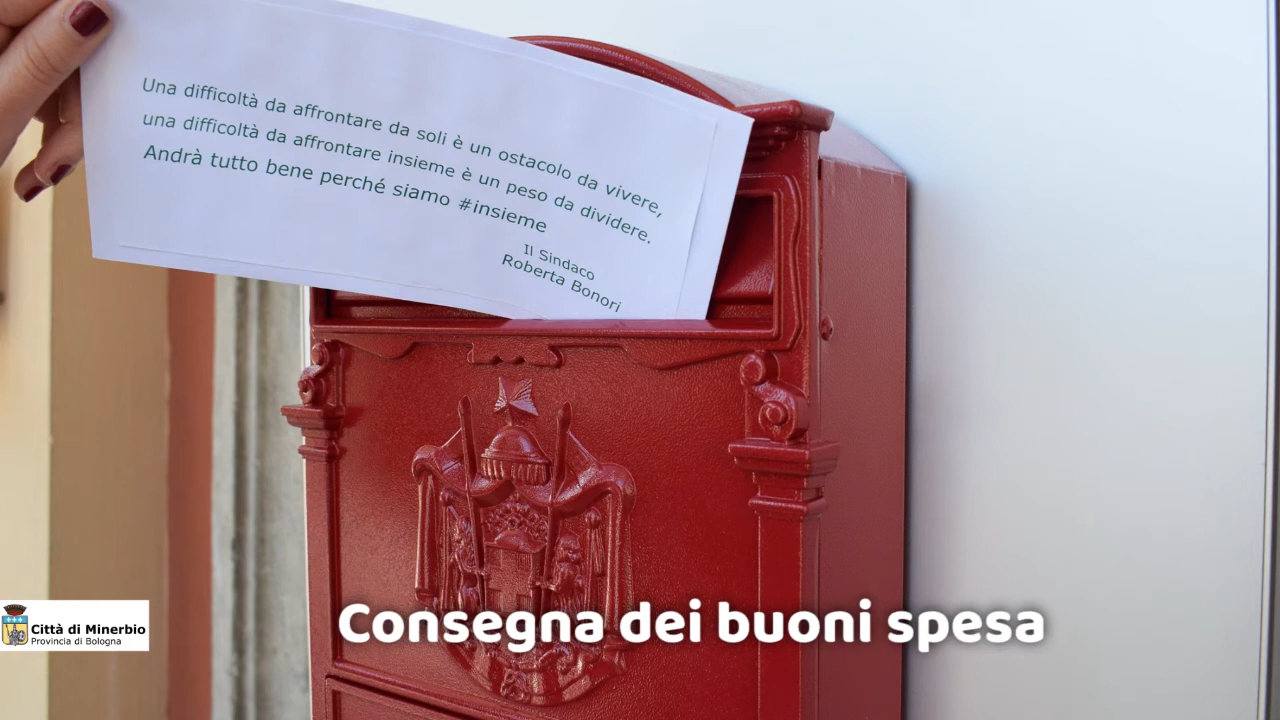 Una difficoltà da affrontare da soli è un ostacolo da vivere,
una difficoltà da affrontare insieme è un peso da dividere.
Andrà tutto bene perché siamo #insieme
Il Sindaco
Roberta Bonori
Consegna dei buoni spesa
Città di Minerbio
Provincia di Bologna